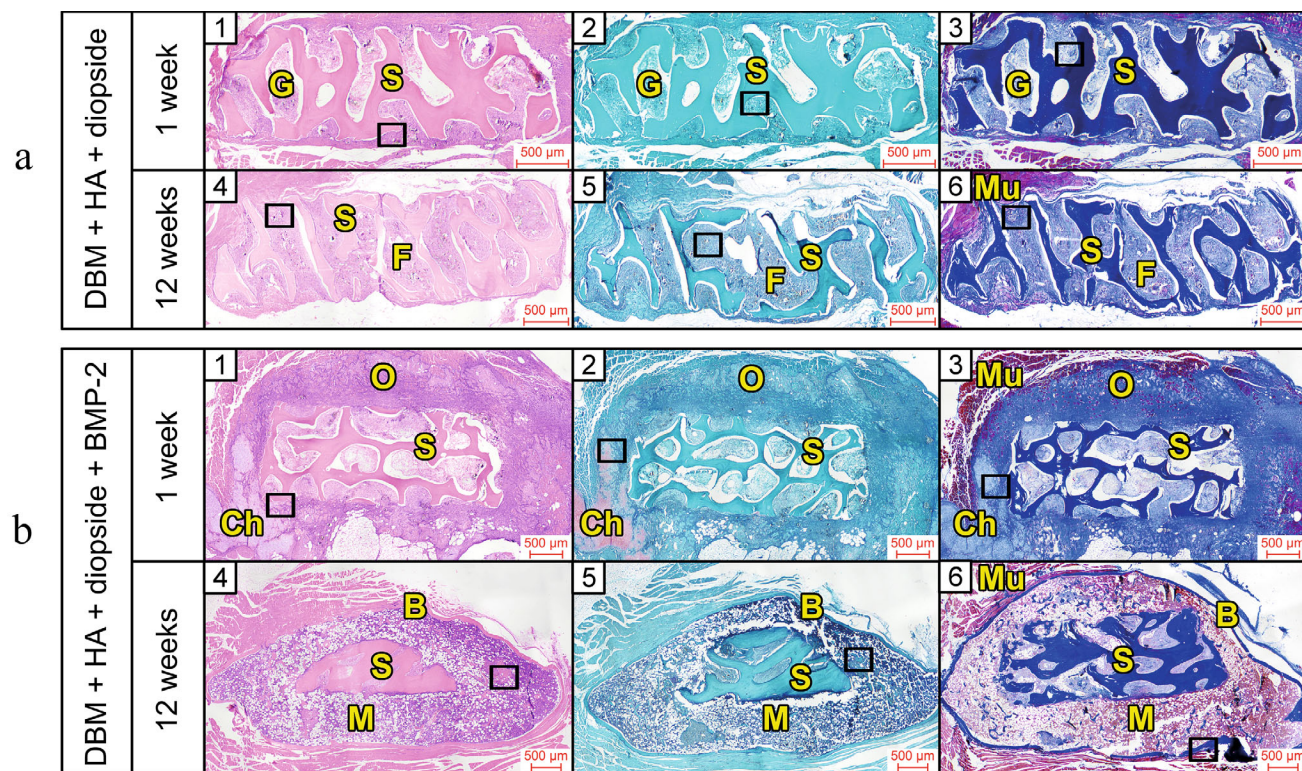 a
DBM + HA + diopside
1 week
1
G
S
500 µm
2
G
S
500 µm
3
G
S
500 µm
12 weeks
4
S
F
500 µm
5
F
S
500 µm
6
Mu
S
F
500 µm
b
DBM + HA + diopside + BMP-2
1 week
1
O
S
Ch
500 µm
2
O
S
Ch
500 µm
3
Mu
O
S
Ch
500 µm
12 weeks
4
B
S
M
500 µm
5
B
S
M
500 µm
6
Mu
B
S
M
500 µm